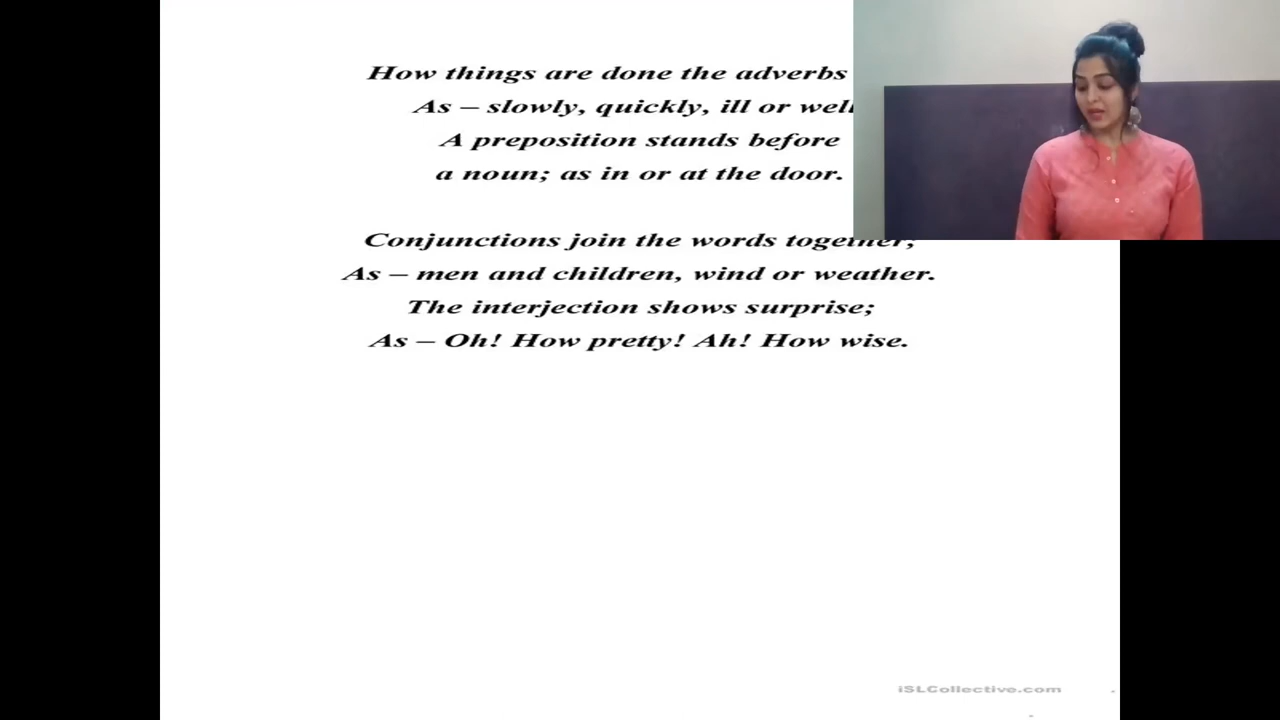 How things are done the adverbs
As – slowly, quickly, ill or well
A preposition stands before
a noun; as in or at the door.
Conjunctions join the words together;
As – men and children, wind or weather.
The interjection shows surprise;
As – Oh! How pretty! Ah! How wise.
iSLCollective.com